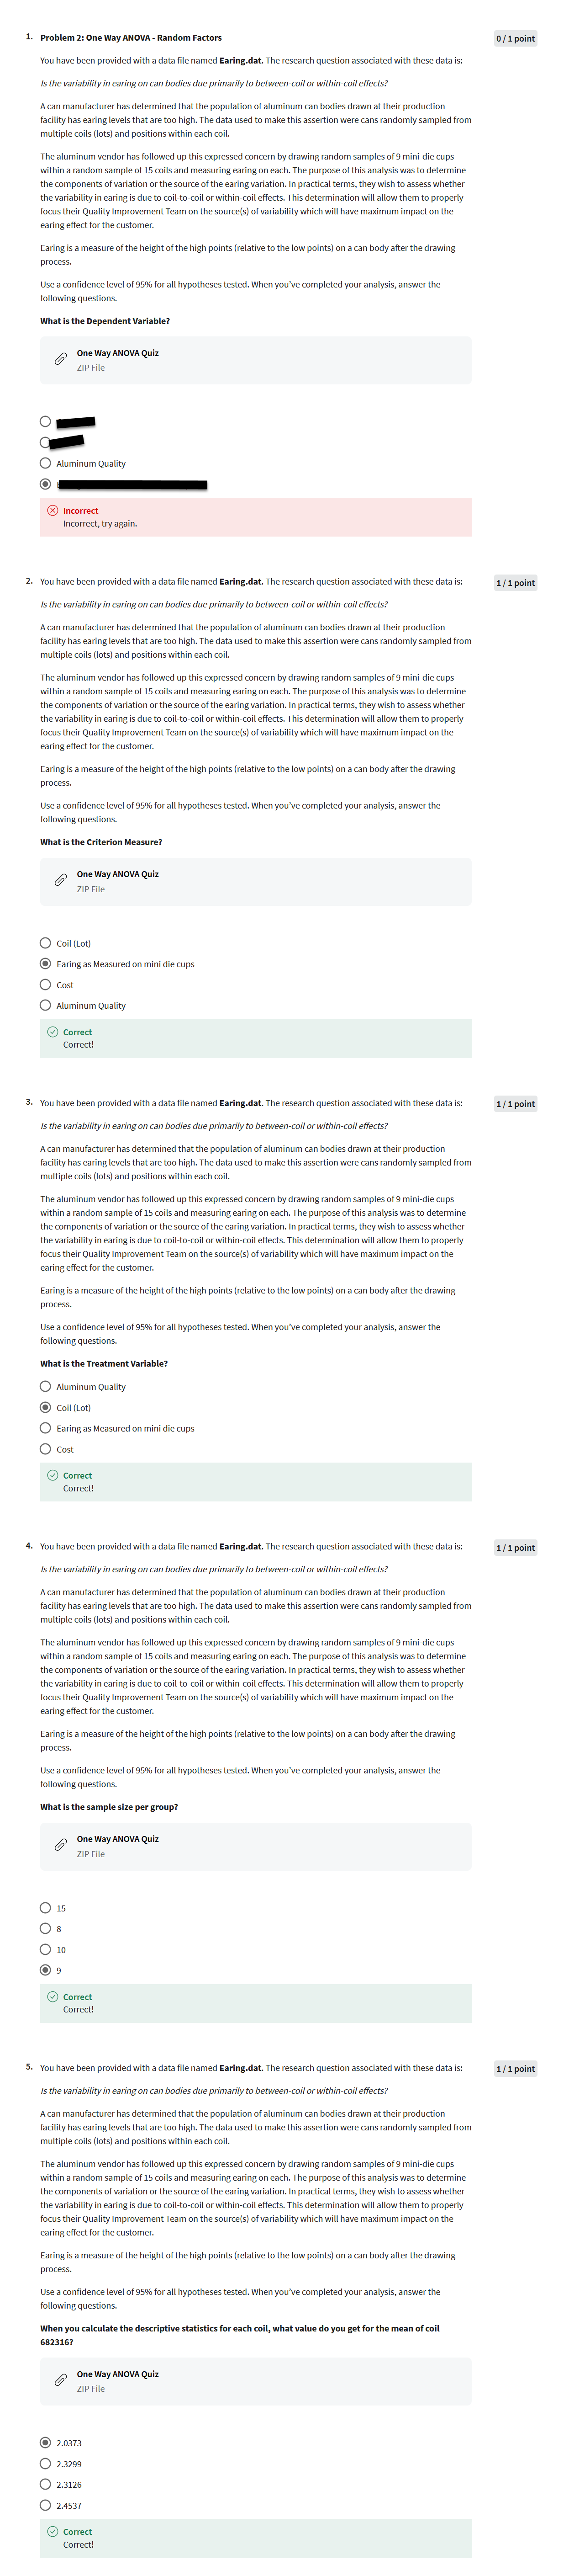 1. Problem 2: One Way ANOVA - Random Factors
0 / 1 point
You have been provided with a data file named Earing.dat. The research question associated with these data is:
Is the variability in earing on can bodies due primarily to between-coil or within-coil effects?
A can manufacturer has determined that the population of aluminum can bodies drawn at their production
facility has earing levels that are too high. The data used to make this assertion were cans randomly sampled from
multiple coils (lots) and positions within each coil.
The aluminum vendor has followed up this expressed concern by drawing random samples of 9 mini-die cups
within a random sample of 15 coils and measuring earing on each. The purpose of this analysis was to determine
the components of variation or the source of the earing variation. In practical terms, they wish to assess whether
the variability in earing is due to coil-to-coil or within-coil effects. This determination will allow them to properly
focus their Quality Improvement Team on the source(s) of variability which will have maximum impact on the
earing effect for the customer.
Earing is a measure of the height of the high points (relative to the low points) on a can body after the drawing
process.
Use a confidence level of 95% for all hypotheses tested. When you've completed your analysis, answer the
following questions.
What is the Dependent Variable?
One Way ANOVA Quiz
ZIP File
Aluminum Quality
Incorrect
Incorrect, try again.
2. You have been provided with a data file named Earing.dat. The research question associated with these data is:
1 / 1 point
Is the variability in earing on can bodies due primarily to between-coil or within-coil effects?
A can manufacturer has determined that the population of aluminum can bodies drawn at their production
facility has earing levels that are too high. The data used to make this assertion were cans randomly sampled from
multiple coils (lots) and positions within each coil.
The aluminum vendor has followed up this expressed concern by drawing random samples of 9 mini-die cups
within a random sample of 15 coils and measuring earing on each. The purpose of this analysis was to determine
the components of variation or the source of the earing variation. In practical terms, they wish to assess whether
the variability in earing is due to coil-to-coil or within-coil effects. This determination will allow them to properly
focus their Quality Improvement Team on the source(s) of variability which will have maximum impact on the
earing effect for the customer.
Earing is a measure of the height of the high points (relative to the low points) on a can body after the drawing
process.
Use a confidence level of 95% for all hypotheses tested. When you've completed your analysis, answer the
following questions.
What is the Criterion Measure?
One Way ANOVA Quiz
ZIP File
Coil (Lot)
Earing as Measured on mini die cups
Cost
Aluminum Quality
Correct
Correct!
3. You have been provided with a data file named Earing.dat. The research question associated with these data is:
1 / 1 point
Is the variability in earing on can bodies due primarily to between-coil or within-coil effects?
A can manufacturer has determined that the population of aluminum can bodies drawn at their production
facility has earing levels that are too high. The data used to make this assertion were cans randomly sampled from
multiple coils (lots) and positions within each coil.
The aluminum vendor has followed up this expressed concern by drawing random samples of 9 mini-die cups
within a random sample of 15 coils and measuring earing on each. The purpose of this analysis was to determine
the components of variation or the source of the earing variation. In practical terms, they wish to assess whether
the variability in earing is due to coil-to-coil or within-coil effects. This determination will allow them to properly
focus their Quality Improvement Team on the source(s) of variability which will have maximum impact on the
earing effect for the customer.
Earing is a measure of the height of the high points (relative to the low points) on a can body after the drawing
process.
Use a confidence level of 95% for all hypotheses tested. When you've completed your analysis, answer the
following questions.
What is the Treatment Variable?
Aluminum Quality
Coil (Lot)
Earing as Measured on mini die cups
Cost
Correct
Correct!
4. You have been provided with a data file named Earing.dat. The research question associated with these data is:
1 / 1 point
Is the variability in earing on can bodies due primarily to between-coil or within-coil effects?
A can manufacturer has determined that the population of aluminum can bodies drawn at their production
facility has earing levels that are too high. The data used to make this assertion were cans randomly sampled from
multiple coils (lots) and positions within each coil.
The aluminum vendor has followed up this expressed concern by drawing random samples of 9 mini-die cups
within a random sample of 15 coils and measuring earing on each. The purpose of this analysis was to determine
the components of variation or the source of the earing variation. In practical terms, they wish to assess whether
the variability in earing is due to coil-to-coil or within-coil effects. This determination will allow them to properly
focus their Quality Improvement Team on the source(s) of variability which will have maximum impact on the
earing effect for the customer.
Earing is a measure of the height of the high points (relative to the low points) on a can body after the drawing
process.
Use a confidence level of 95% for all hypotheses tested. When you've completed your analysis, answer the
following questions.
What is the sample size per group?
One Way ANOVA Quiz
ZIP File
15
8
10
9
Correct
Correct!
5. You have been provided with a data file named Earing.dat. The research question associated with these data is:
1 / 1 point
Is the variability in earing on can bodies due primarily to between-coil or within-coil effects?
A can manufacturer has determined that the population of aluminum can bodies drawn at their production
facility has earing levels that are too high. The data used to make this assertion were cans randomly sampled from
multiple coils (lots) and positions within each coil.
The aluminum vendor has followed up this expressed concern by drawing random samples of 9 mini-die cups
within a random sample of 15 coils and measuring earing on each. The purpose of this analysis was to determine
the components of variation or the source of the earing variation. In practical terms, they wish to assess whether
the variability in earing is due to coil-to-coil or within-coil effects. This determination will allow them to properly
focus their Quality Improvement Team on the source(s) of variability which will have maximum impact on the
earing effect for the customer.
Earing is a measure of the height of the high points (relative to the low points) on a can body after the drawing
process.
Use a confidence level of 95% for all hypotheses tested. When you've completed your analysis, answer the
following questions.
When you calculate the descriptive statistics for each coil, what value do you get for the mean of coil
682316?
One Way ANOVA Quiz
ZIP File
2.0373
2.3299
2.3126
2.4537
Correct
Correct!